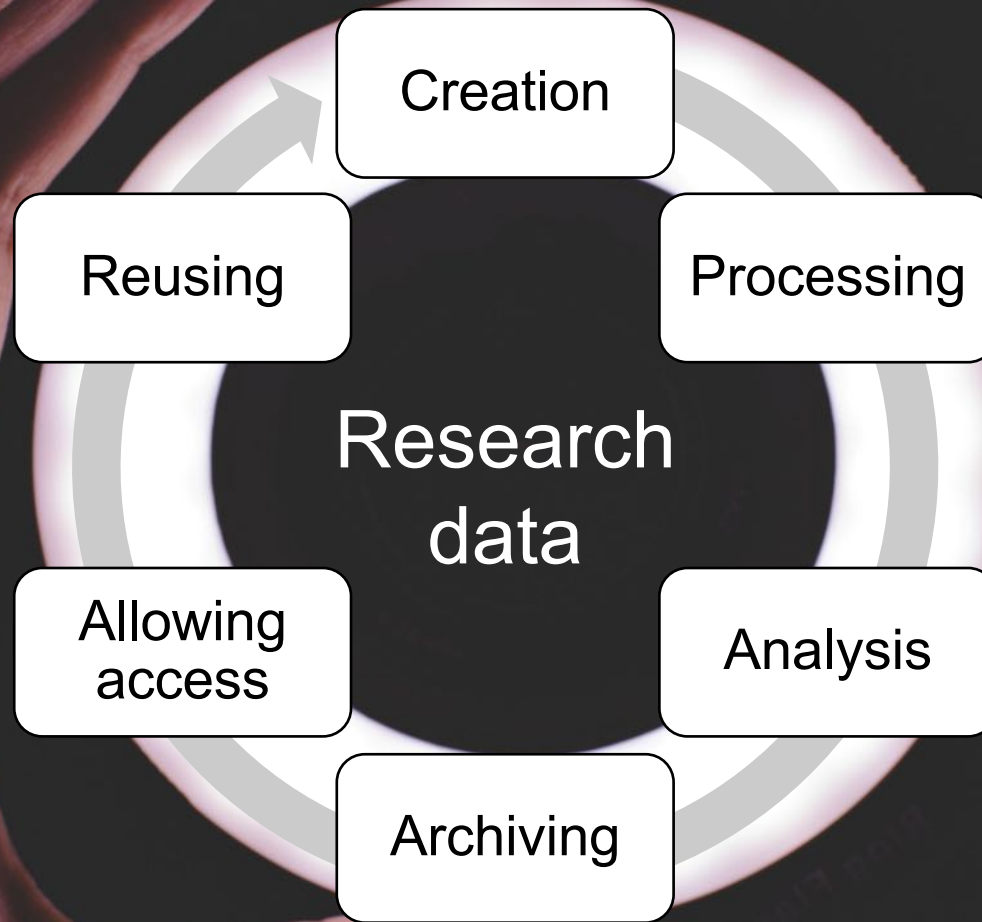 Creation
Processing
Analysis
Archiving
Allowing
access
Reusing
Research
data